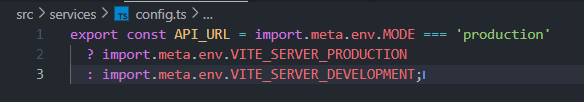 src > services > TS config.ts > ...
1 export const API_URL = import.meta.env.MODE === 'production'
2 ? import.meta.env.VITE_SERVER_PRODUCTION
3 : import.meta.env.VITE_SERVER_DEVELOPMENT;